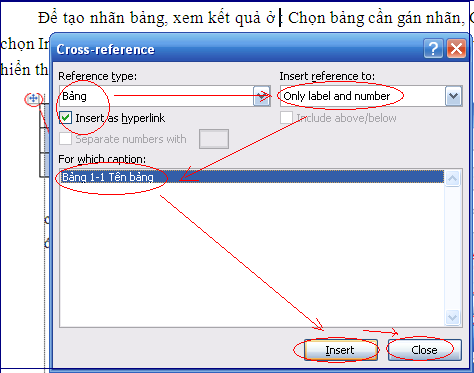 Để tạo nhãn bảng, xem kết quả ở : Chọn bảng cần gán nhãn,
chọn In
hiển th
Cross-reference
Reference type:
Insert reference to:
Bảng
Only label and number
Insert as hyperlink
Include above/below
Separate numbers with
For which caption:
Bảng 1-1 Tên bảng
Insert
Close